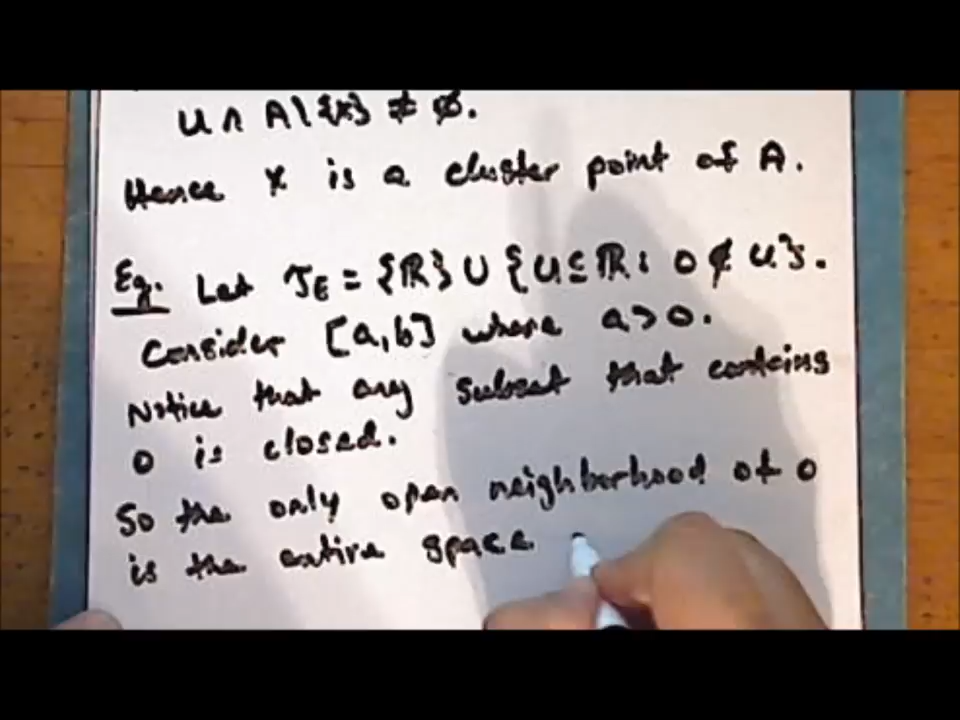 U ∩ A \ {x} ≠ ∅.
Hence x is a cluster point of A.
Eg. Let 𝒯_E = {ℝ} ∪ {U ⊆ ℝ : 0 ∉ U}.
Consider [a,b] where a > 0.
Notice that any subset that contains
0 is closed.
So the only open neighborhood of 0
is the entire space